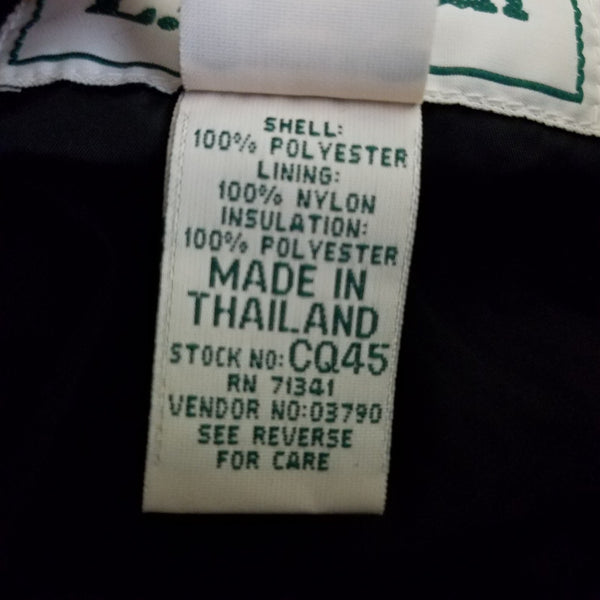 SHELL:
100% POLYESTER
LINING:
100% NYLON
INSULATION:
100% POLYESTER
MADE IN
THAILAND
STOCK NO: CQ45
RN 71341
VENDOR NO:03790
SEE REVERSE
FOR CARE